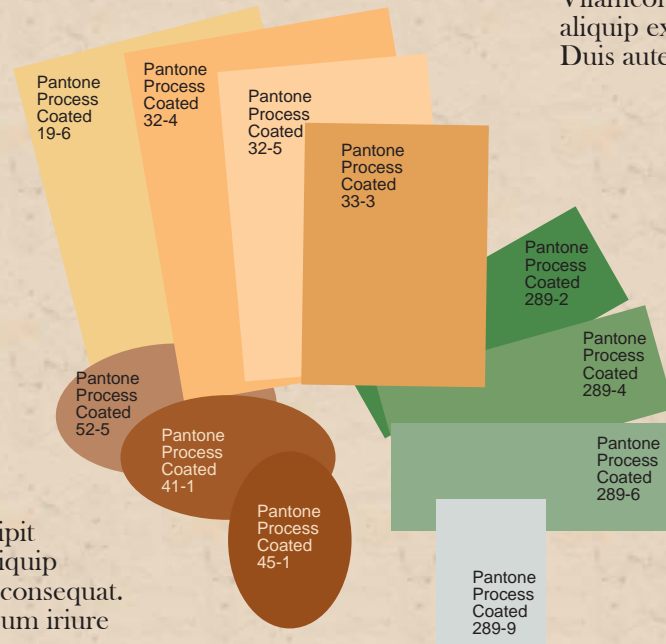 aliquip ex
Duis aute
Pantone
Process
Coated
19-6
Pantone
Process
Coated
32-4
Pantone
Process
Coated
32-5
Pantone
Process
Coated
33-3
Pantone
Process
Coated
289-2
Pantone
Process
Coated
289-4
Pantone
Process
Coated
52-5
Pantone
Process
Coated
41-1
Pantone
Process
Coated
289-6
Pantone
Process
Coated
45-1
Pantone
Process
Coated
289-9
ipit
iquip
consequat.
um iriure